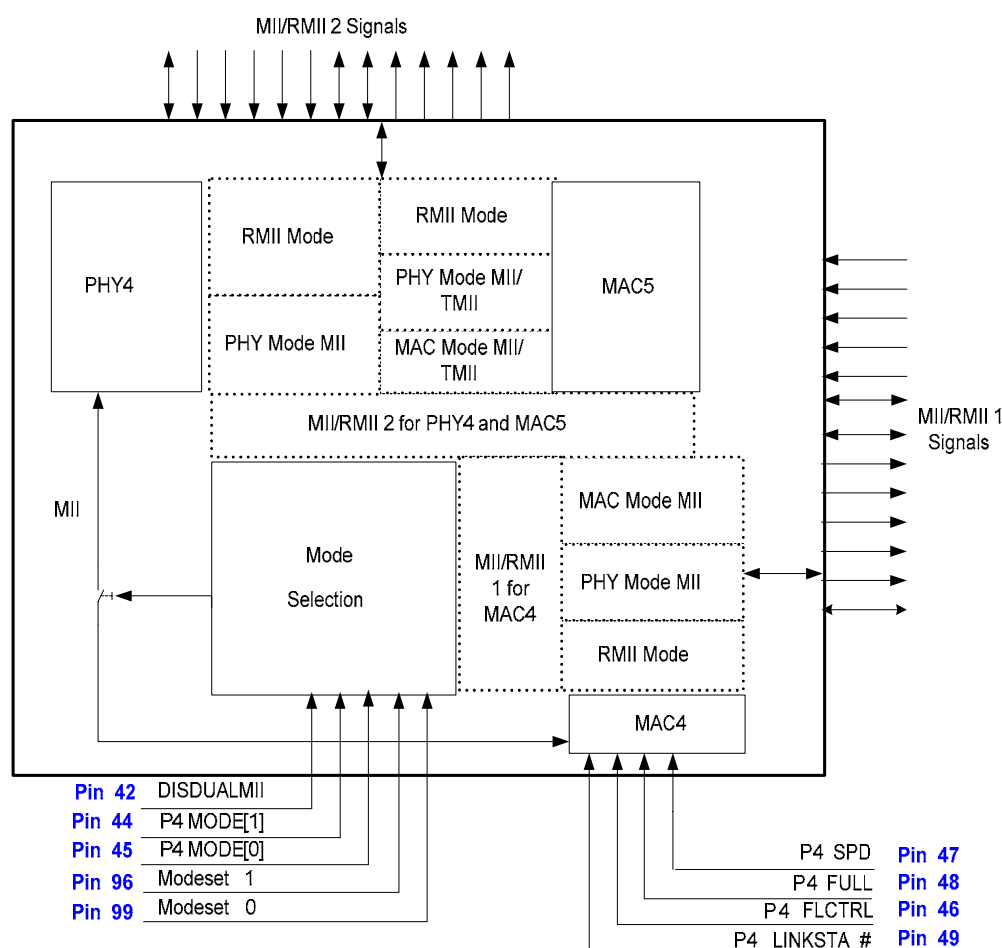 MII/RMII 2 Signals
PHY4
RMII Mode
PHY Mode MII
RMII Mode
PHY Mode MII/
TMII
MAC Mode MII/
TMII
MAC5
MII/RMII 2 for PHY4 and MAC5
MII/RMII 1
Signals
MII
Mode
Selection
MII/RMII
1 for
MAC4
MAC Mode MII
PHY Mode MII
RMII Mode
MAC4
Pin 42 DISDUALMII
Pin 44 P4 MODE[1]
Pin 45 P4 MODE[0]
Pin 96 Modeset 1
Pin 99 Modeset 0
P4 SPD Pin 47
P4 FULL Pin 48
P4 FLCTRL Pin 46
P4 LINKSTA # Pin 49